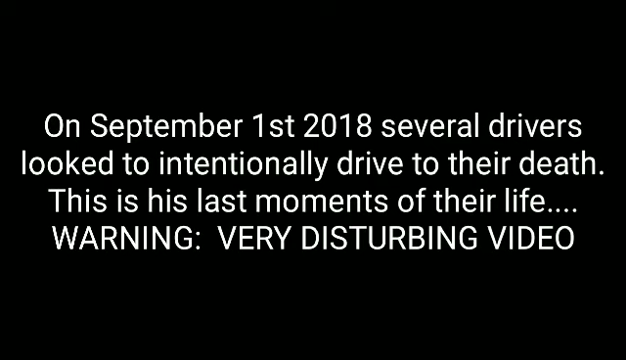 On September 1st 2018 several drivers
looked to intentionally drive to their death.
This is his last moments of their life....
WARNING:  VERY DISTURBING VIDEO